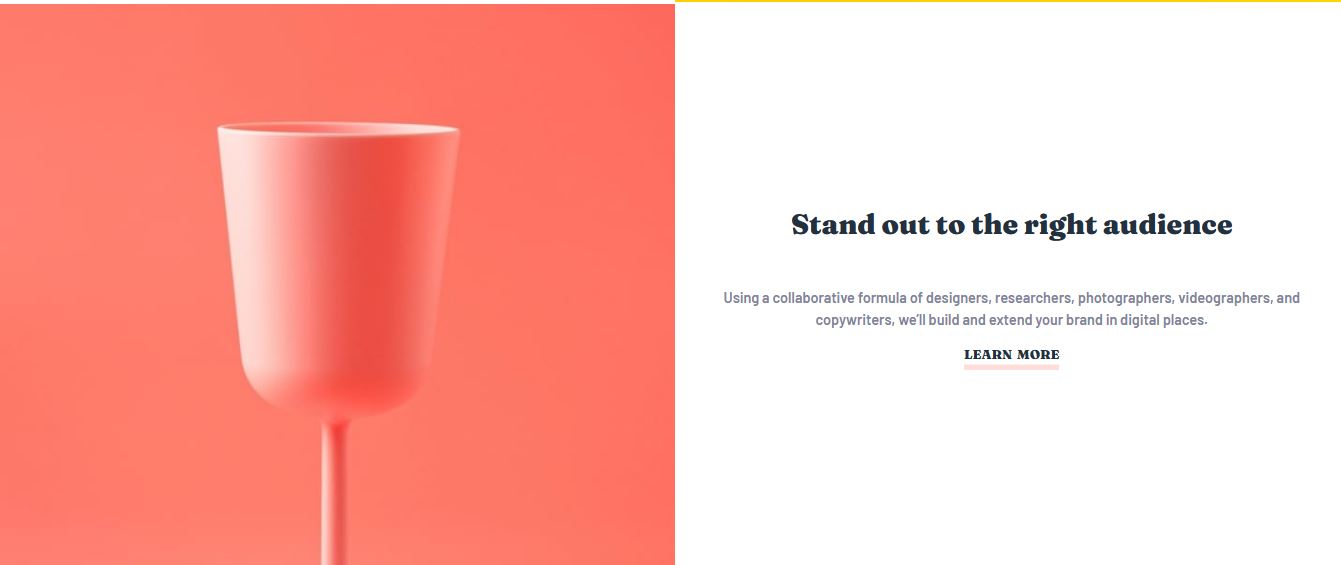 Stand out to the right audience
Using a collaborative formula of designers, researchers, photographers, videographers, and
copywriters, we'll build and extend your brand in digital places.
LEARN MORE